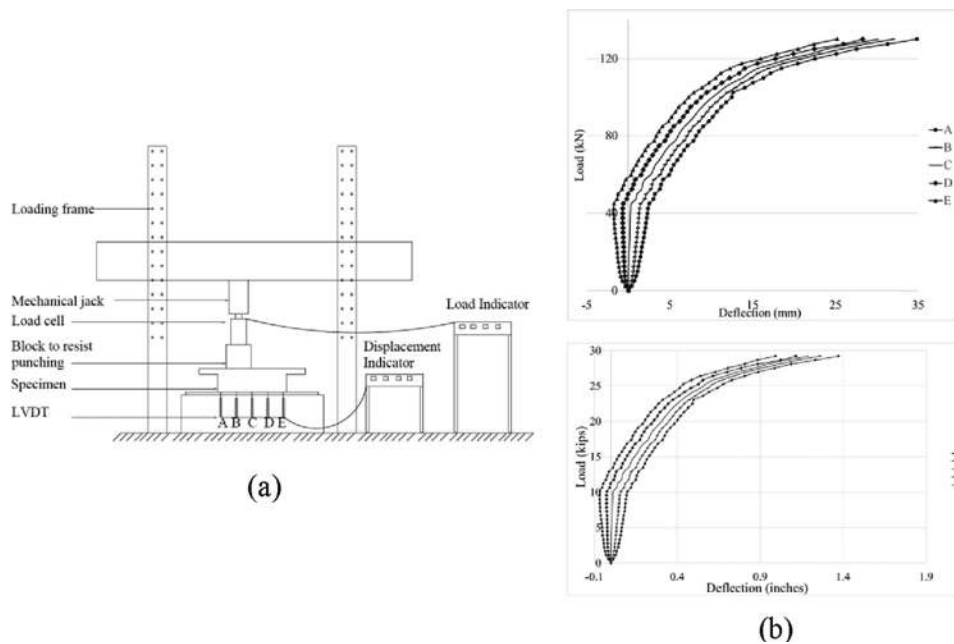 Loading frame
Mechanical jack
Load cell
Block to resist
punching
Specimen
LVDT
A B C D E
Load Indicator
Displacement
Indicator
(a)
120
80
40
0
Load (kN)
-5 5 15 25 35
Deflection (mm)
A
B
C
D
E
30
25
20
15
10
5
0
Load (kips)
-0.1 0.4 0.9 1.4 1.9
Deflection (inches)
(b)